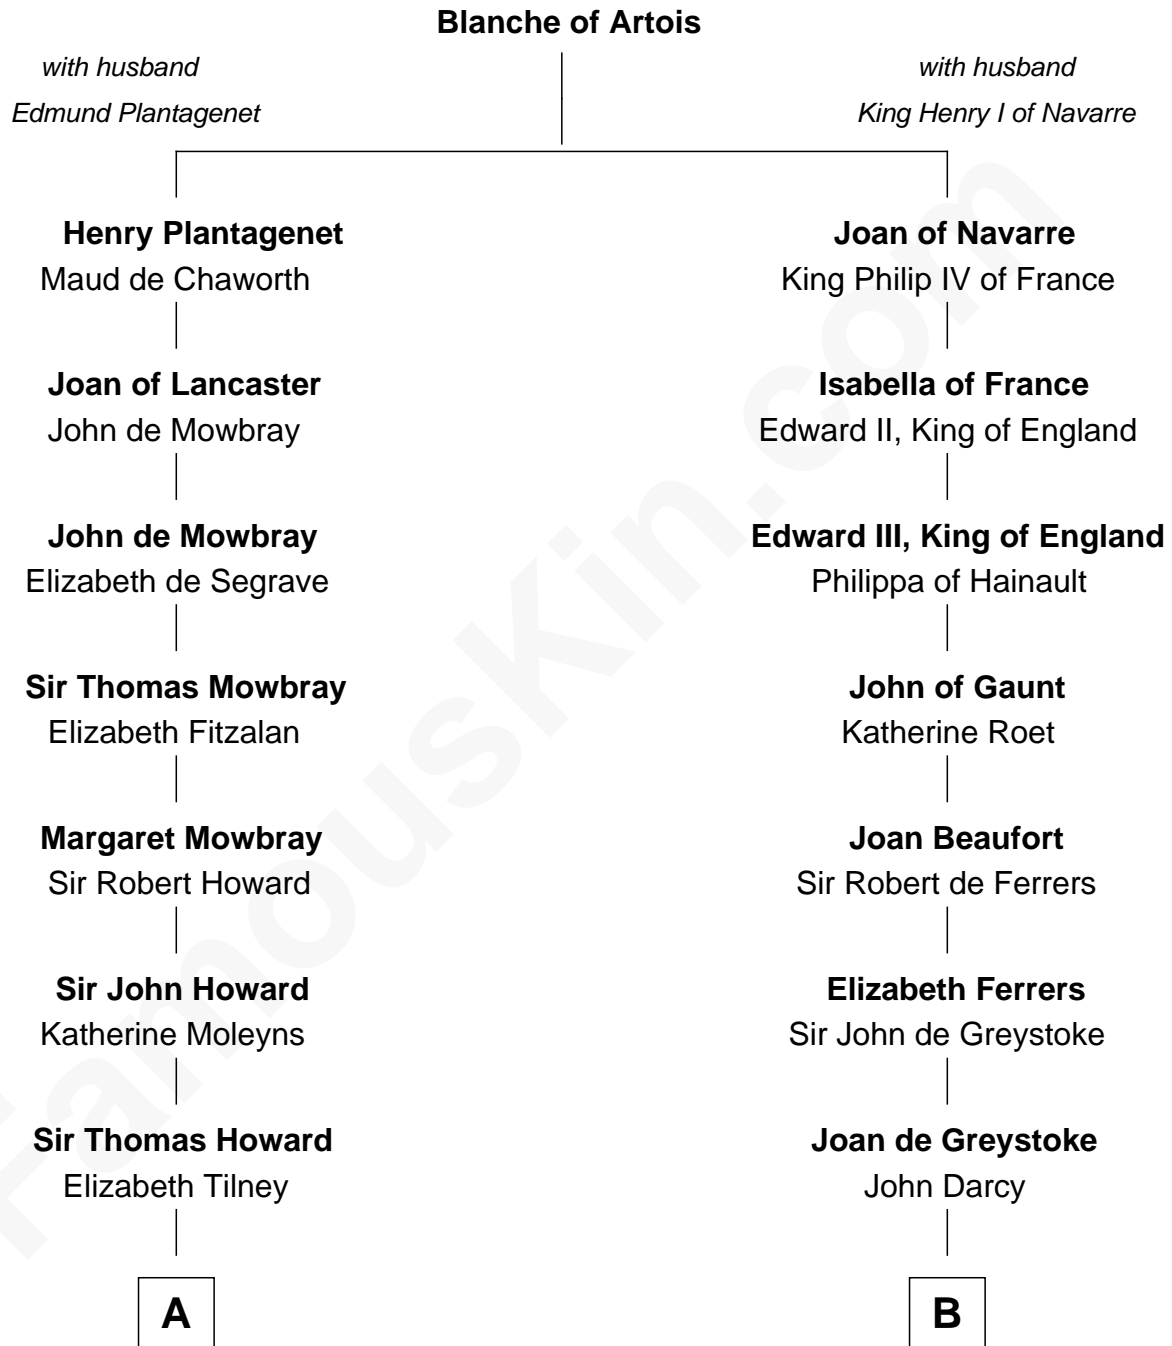 Blanche of Artois
with husband
Edmund Plantagenet
with husband
King Henry I of Navarre
Henry Plantagenet
Maud de Chaworth
Joan of Lancaster
John de Mowbray
John de Mowbray
Elizabeth de Segrave
Sir Thomas Mowbray
Elizabeth Fitzalan
Margaret Mowbray
Sir Robert Howard
Sir John Howard
Katherine Moleyns
Sir Thomas Howard
Elizabeth Tilney
A
Joan of Navarre
King Philip IV of France
Isabella of France
Edward II, King of England
Edward III, King of England
Philippa of Hainault
John of Gaunt
Katherine Roet
Joan Beaufort
Sir Robert de Ferrers
Elizabeth Ferrers
Sir John de Greystoke
Joan de Greystoke
John Darcy
B
FamousKin.com